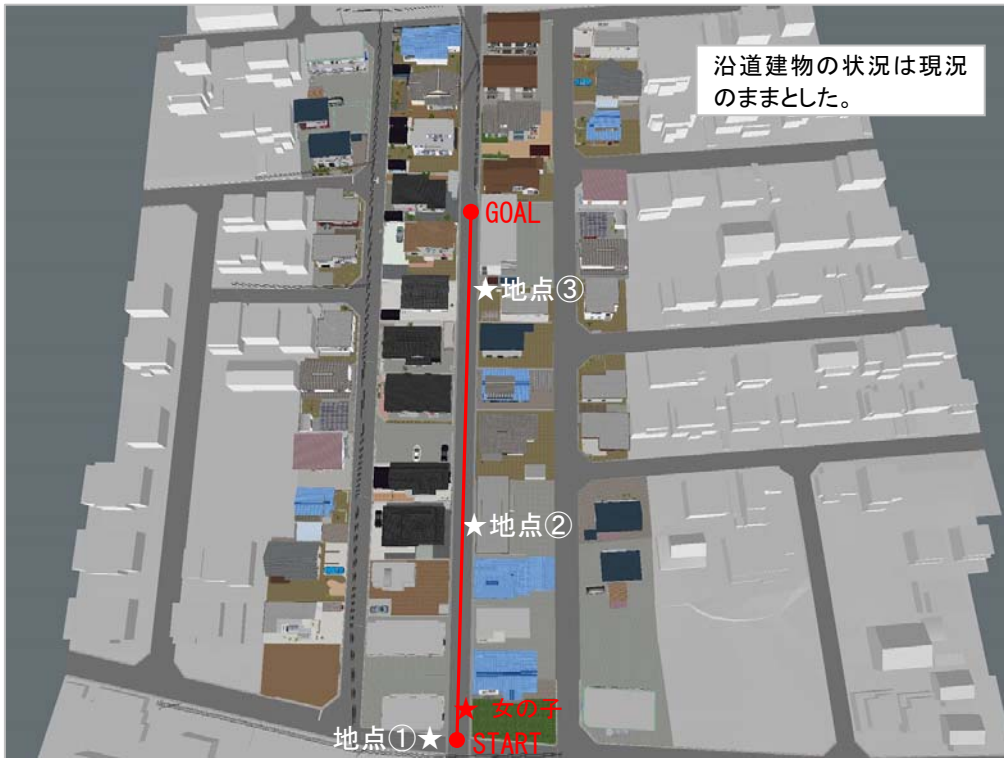 沿道建物の状況は現況
のままとした。
GOAL
★地点③
★地点②
★ 女の子
地点①★
START